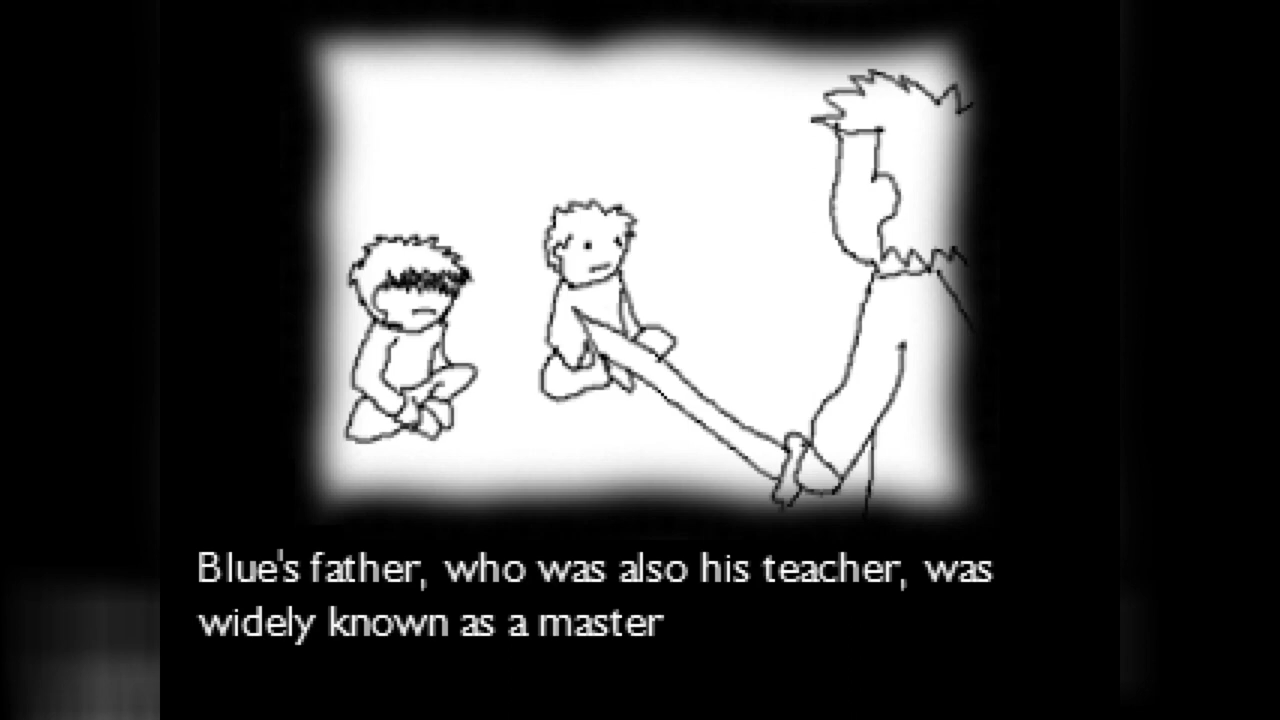 Blue's father, who was also his teacher, was
widely known as a master